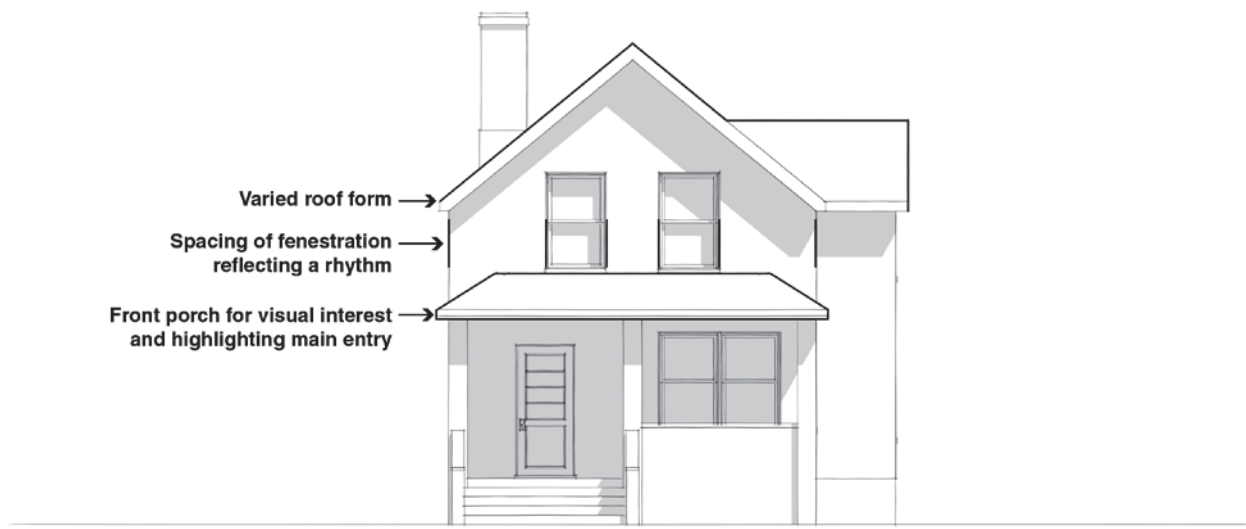 Varied roof form
Spacing of fenestration
reflecting a rhythm
Front porch for visual interest
and highlighting main entry